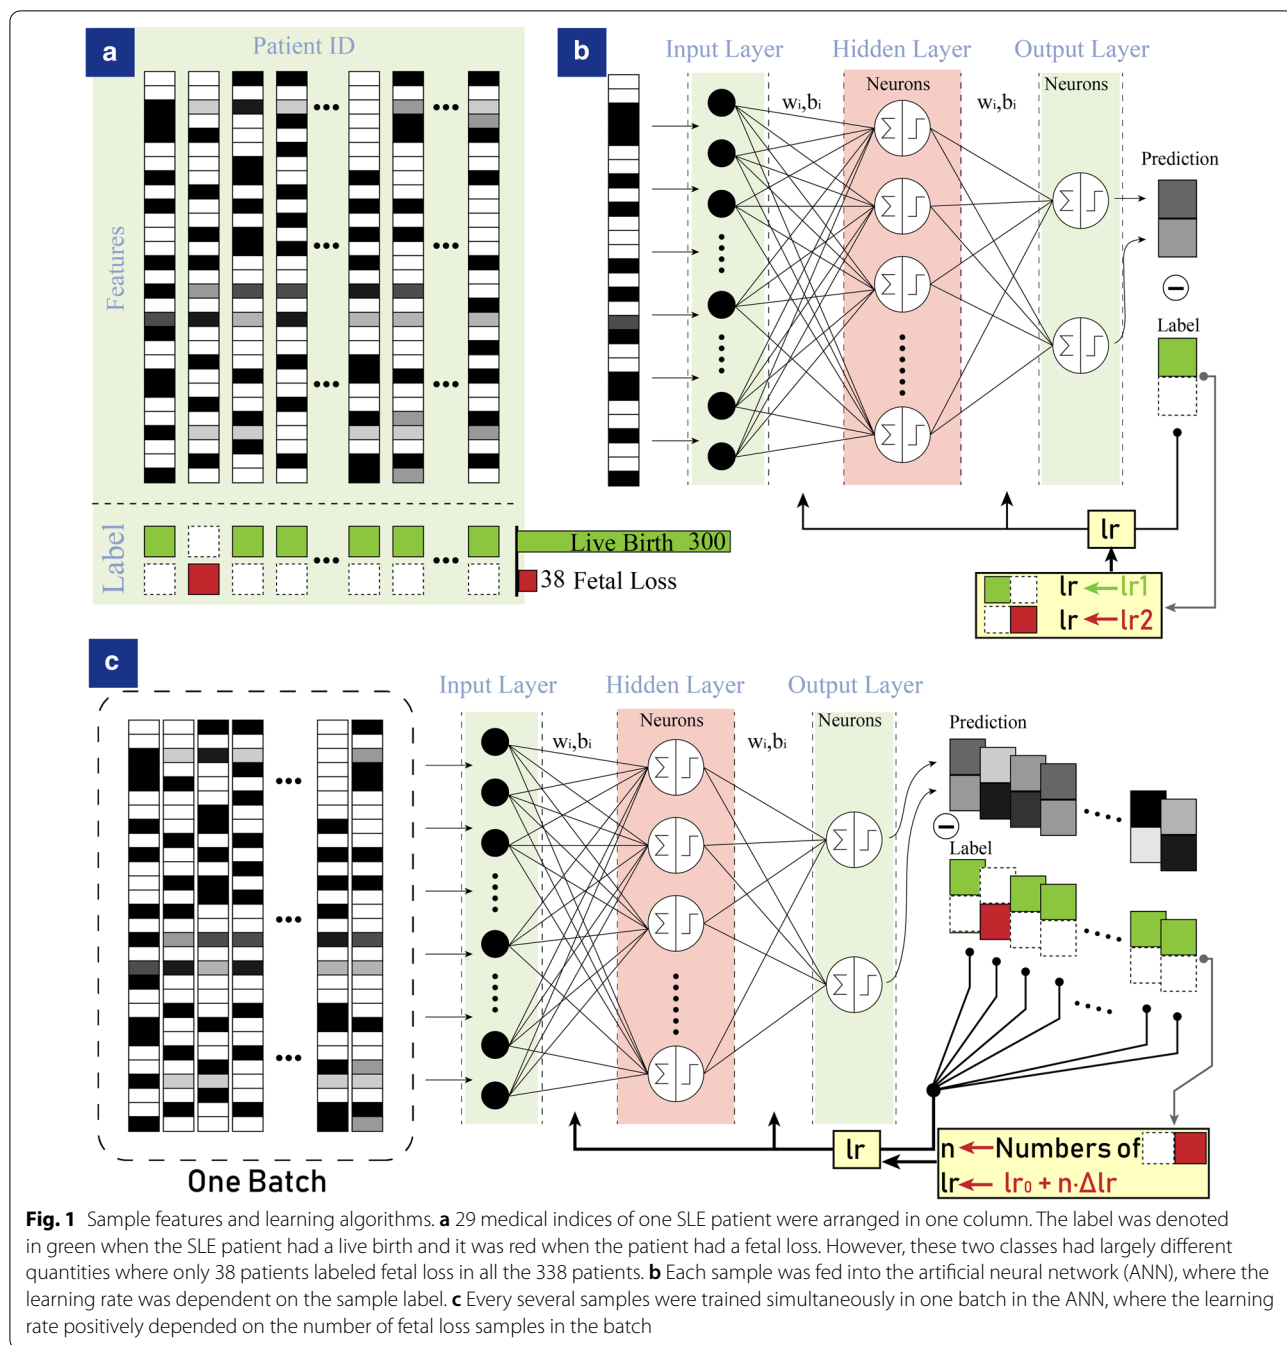 a
Patient ID
Features
Label
Live Birth 300
38 Fetal Loss
b
Input Layer
Hidden Layer
Output Layer
Neurons
Neurons
wi,bi
wi,bi
Σ
Σ
Σ
Σ
Σ
Σ
Prediction
Label
lr
lr ← lr1
lr ← lr2
c
Input Layer
Hidden Layer
Output Layer
Neurons
Neurons
wi,bi
wi,bi
Σ
Σ
Σ
Σ
Σ
Σ
Prediction
Label
lr
n ← Numbers of
lr ← lr0 + n·Δlr
One Batch
Fig. 1 Sample features and learning algorithms. a 29 medical indices of one SLE patient were arranged in one column. The label was denoted
in green when the SLE patient had a live birth and it was red when the patient had a fetal loss. However, these two classes had largely different
quantities where only 38 patients labeled fetal loss in all the 338 patients. b Each sample was fed into the artificial neural network (ANN), where the
learning rate was dependent on the sample label. c Every several samples were trained simultaneously in one batch in the ANN, where the learning
rate positively depended on the number of fetal loss samples in the batch